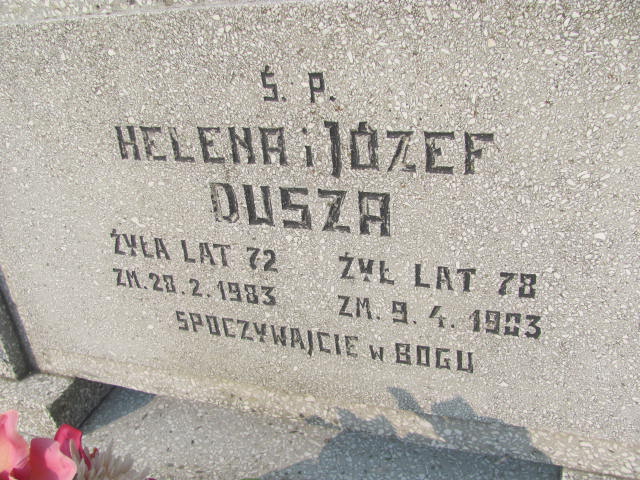 Ś. P.
HELENA i JÓZEF
DUSZA
ŻYŁA LAT 72 ŻYŁ LAT 78
ZM. 28. 2. 1983 ZM. 9. 4. 1983
SPOCZYWAJCIE w BOGU